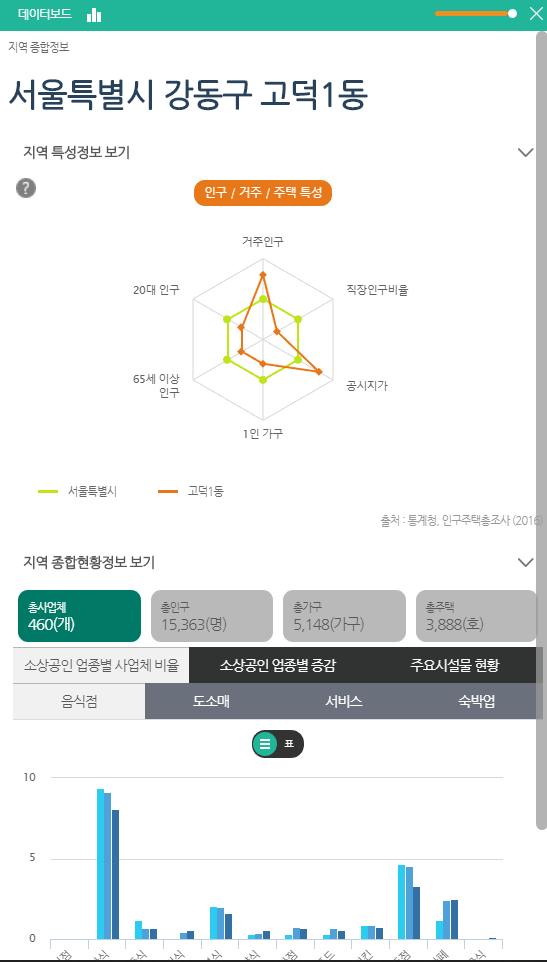 데이터보드
지역 종합정보
서울특별시 강동구 고덕1동
지역 특성정보 보기
?
인구 / 거주 / 주택 특성
거주인구
20대 인구
직장인구비율
65세 이상
인구
공시지가
1인 가구
서울특별시
고덕1동
출처 : 통계청, 인구주택총조사 (2016)
지역 종합현황정보 보기
총사업체
460(개)
총인구
15,363(명)
총가구
5,148(가구)
총주택
3,888(호)
소상공인 업종별 사업체 비율
소상공인 업종별 증감
주요시설물 현황
음식점
도소매
서비스
숙박업
표
10
5
0